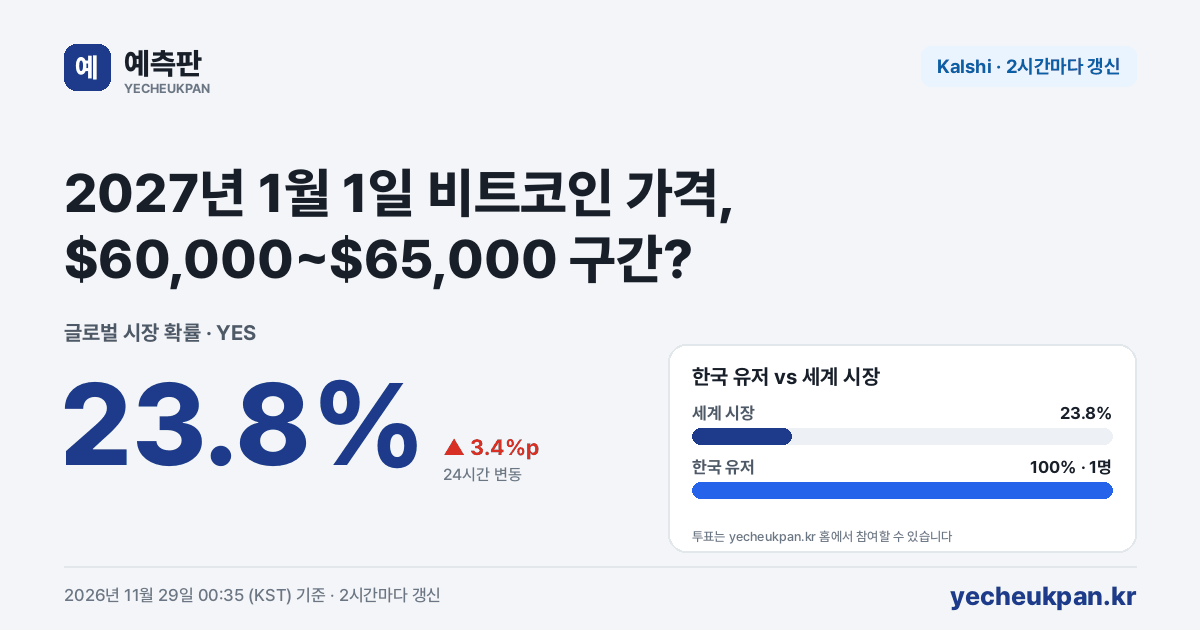 예
예측판
YECHEUKPAN
Kalshi · 2시간마다 갱신
2027년 1월 1일 비트코인 가격,
$60,000~$65,000 구간?
글로벌 시장 확률 · YES
23.8%
▲ 3.4%p
24시간 변동
한국 유저 vs 세계 시장
세계 시장 23.8%
한국 유저 100% · 1명
투표는 yecheukpan.kr 홈에서 참여할 수 있습니다
2026년 11월 29일 00:35 (KST) 기준 · 2시간마다 갱신
yecheukpan.kr